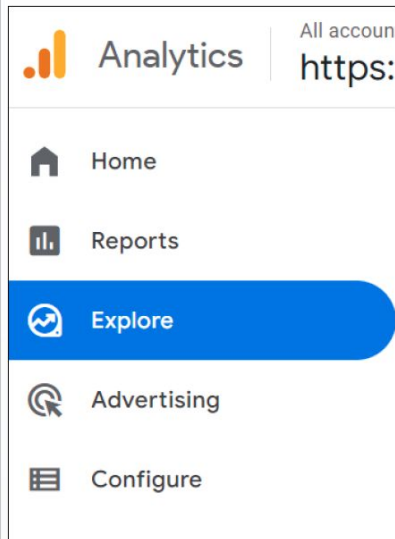 All accoun
Analytics
https:
Home
Reports
Explore
Advertising
Configure